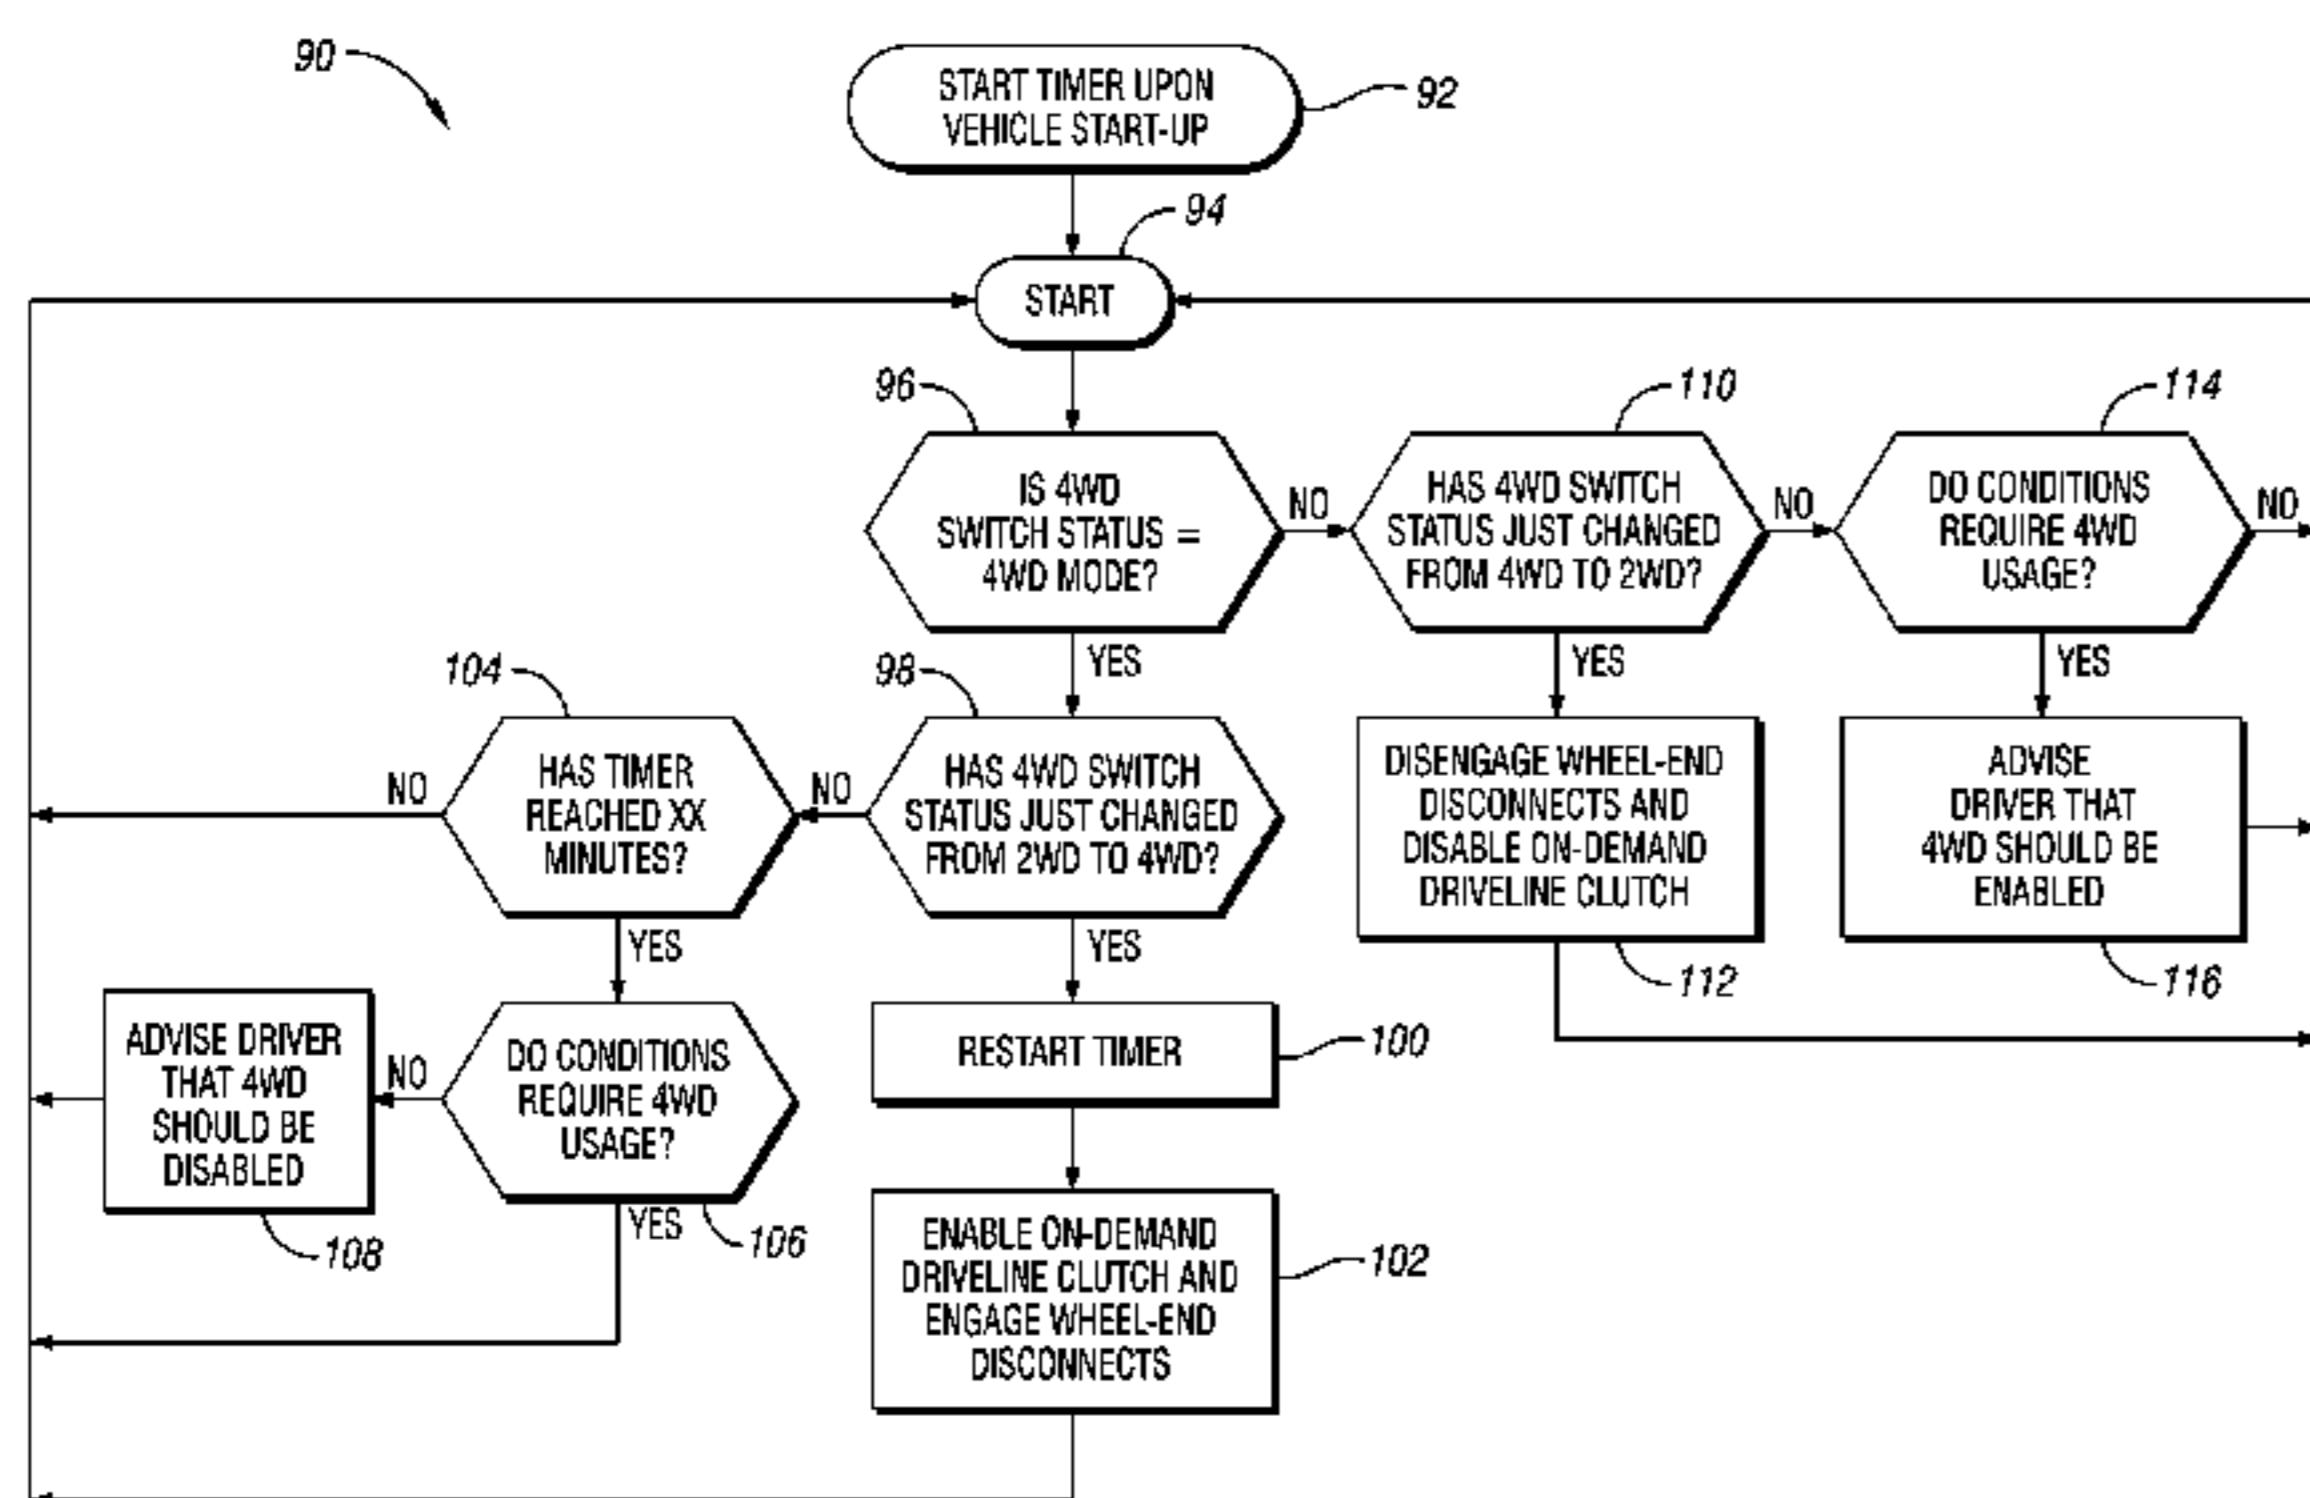 90
START TIMER UPON
VEHICLE START-UP
92
94
START
96
110
114
IS 4WD
SWITCH STATUS =
4WD MODE?
NO
HAS 4WD SWITCH
STATUS JUST CHANGED
FROM 4WD TO 2WD?
NO
DO CONDITIONS
REQUIRE 4WD
USAGE?
NO
YES
YES
YES
104
98
NO
HAS TIMER
REACHED XX
MINUTES?
NO
HAS 4WD SWITCH
STATUS JUST CHANGED
FROM 2WD TO 4WD?
DISENGAGE WHEEL-END
DISCONNECTS AND
DISABLE ON-DEMAND
DRIVELINE CLUTCH
ADVISE
DRIVER THAT
4WD SHOULD BE
ENABLED
YES
YES
112
116
ADVISE DRIVER
THAT 4WD
SHOULD BE
DISABLED
NO
DO CONDITIONS
REQUIRE 4WD
USAGE?
RESTART TIMER
100
108
YES
106
ENABLE ON-DEMAND
DRIVELINE CLUTCH AND
ENGAGE WHEEL-END
DISCONNECTS
102